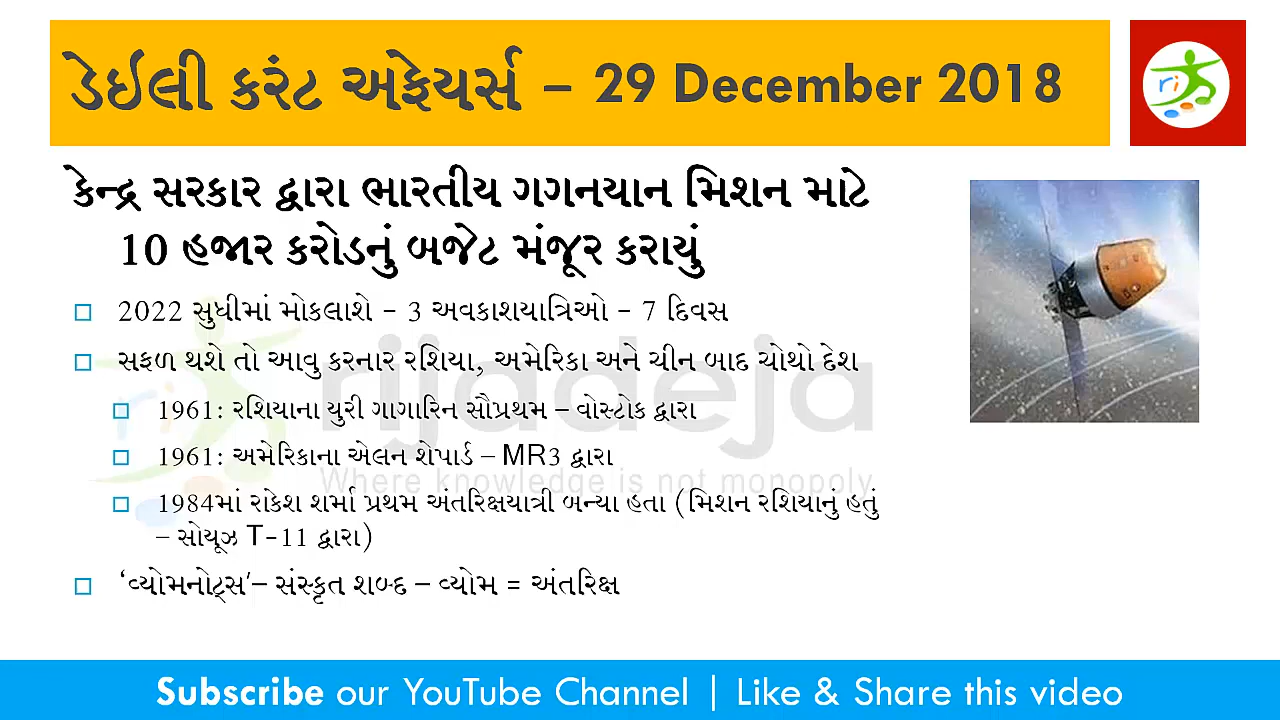 ડેઈલી કરંટ અફેયર્સ – 29 December 2018
ri
કેન્દ્ર સરકાર દ્વારા ભારતીય ગગનયાન મિશન માટે
10 હજાર કરોડનું બજેટ મંજૂર કરાયું
2022 સુધીમાં મોકલાશે - 3 અવકાશયાત્રિઓ - 7 દિવસ
સફળ થશે તો આવુ કરનાર રશિયા, અમેરિકા અને ચીન બાદ ચોથો દેશ
1961: રશિયાના યુરી ગાગારિન સૌપ્રથમ – વોસ્ટોક દ્વારા
1961: અમેરિકાના એલન શેપાર્ડ – MR3 દ્વારા
1984માં રાકેશ શર્મા પ્રથમ અંતરિક્ષયાત્રી બન્યા હતા (મિશન રશિયાનું હતું
– સોયૂઝ T-11 દ્વારા)
‘વ્યોમનોટ્સ’– સંસ્કૃત શબ્દ – વ્યોમ = અંતરિક્ષ
ri
rijadeja
Where knowledge is not monopoly.
Subscribe our YouTube Channel | Like & Share this video